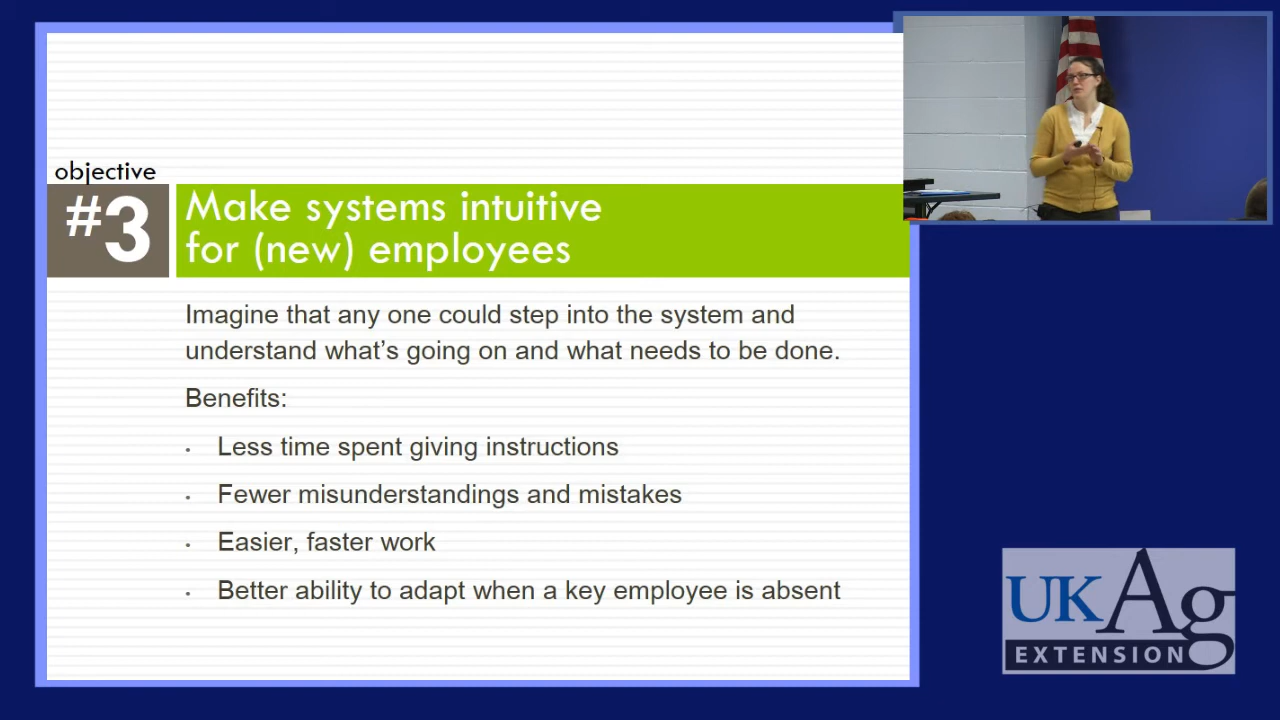 objective
#3
Make systems intuitive
for (new) employees
Imagine that any one could step into the system and
understand what’s going on and what needs to be done.
Benefits:
• Less time spent giving instructions
• Fewer misunderstandings and mistakes
• Easier, faster work
• Better ability to adapt when a key employee is absent
UKAg
EXTENSION